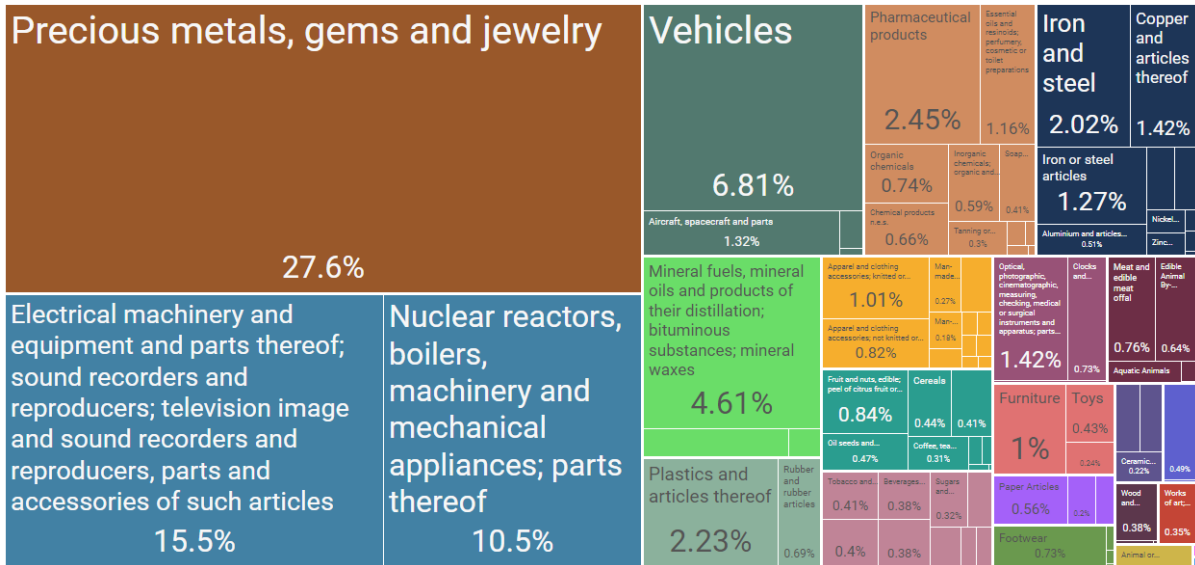 Precious metals, gems and jewelry
27.6%
Electrical machinery and
equipment and parts thereof;
sound recorders and
reproducers; television image
and sound recorders and
reproducers, parts and
accessories of such articles
15.5%
Nuclear reactors,
boilers,
machinery and
mechanical
appliances; parts
thereof
10.5%
Vehicles
6.81%
Aircraft, spacecraft and parts
1.32%
Pharmaceutical
products
2.45%
Essential
oils and
resinoids;
perfumery,
cosmetic or
toilet
preparations
1.16%
Organic
chemicals
0.74%
Chemical products
n.e.s.
0.66%
Inorganic
chemicals;
organic and...
0.59%
Soap...
0.41%
Tanning or...
0.3%
Iron
and
steel
2.02%
Copper
and
articles
thereof
1.42%
Iron or steel
articles
1.27%
Aluminium and articles...
0.51%
Nickel...
Zinc...
Mineral fuels, mineral
oils and products of
their distillation;
bituminous
substances; mineral
waxes
4.61%
Plastics and
articles thereof
2.23%
Rubber
and
rubber
articles
0.69%
Apparel and clothing
accessories; knitted or...
1.01%
Apparel and clothing
accessories; not knitted or...
0.82%
Man-
made...
0.27%
Man-...
Fruit and nuts, edible;
peel of citrus fruit or...
0.84%
Oil seeds and...
0.47%
Cereals
0.44%
0.41%
Coffee, tea...
0.31%
Tobacco and...
0.41%
0.4%
Beverages...
0.38%
0.38%
Sugars
and...
0.32%
Optical,
photographic,
cinematographic,
measuring,
checking, medical
or surgical
instruments and
apparatus; parts...
1.42%
Clocks
and...
0.73%
Meat and
edible
meat
offal
0.76%
Edible
Animal
By-...
0.64%
Aquatic Animals
Furniture
1%
Toys
0.43%
0.24%
Paper Articles
0.56%
0.2%
Footwear
0.73%
Ceramic...
0.22%
0.49%
Wood
and...
0.38%
Works
of art;...
0.35%
Animal or...